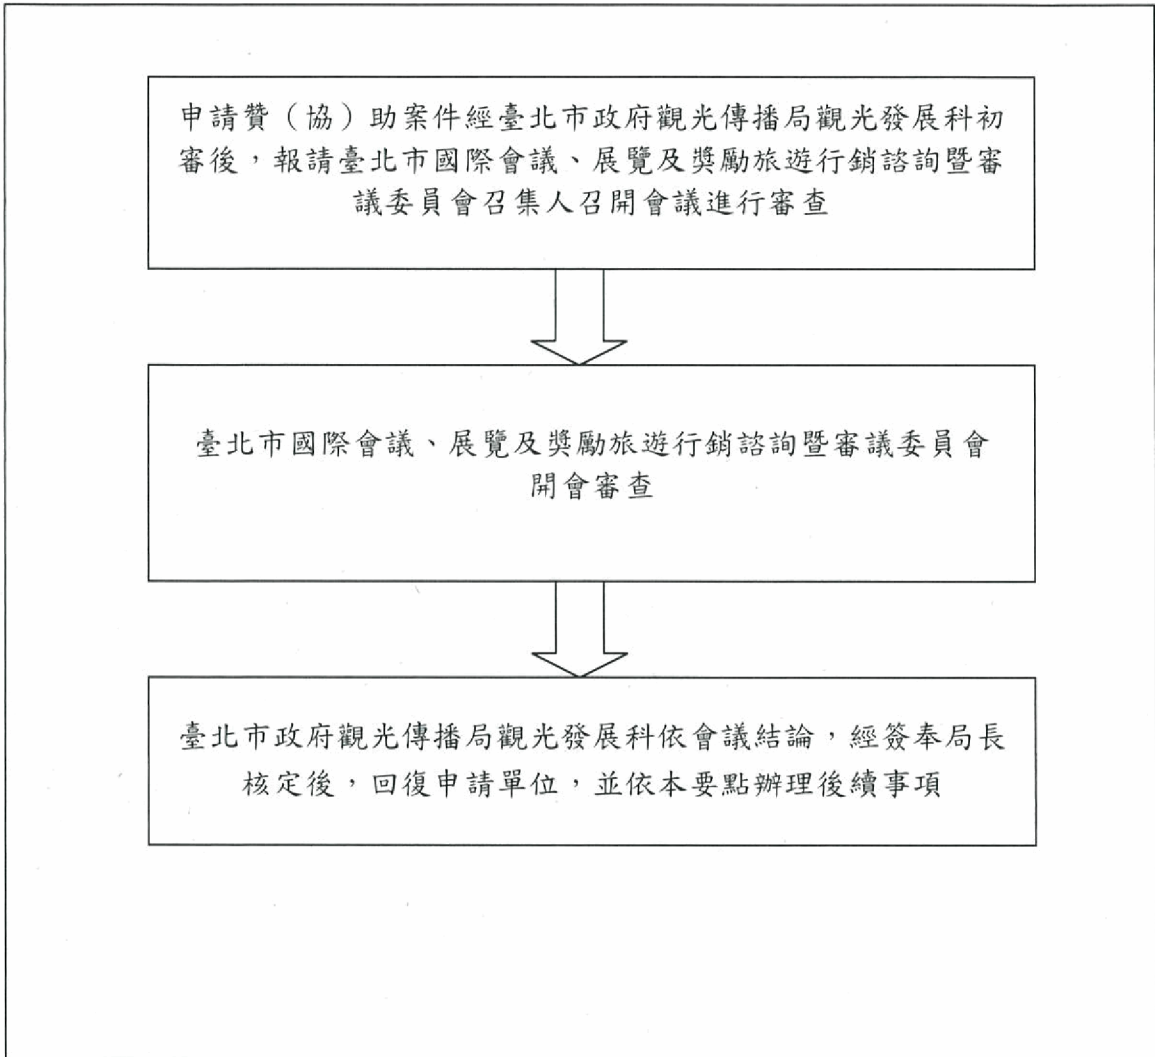 申請贊（協）助案件經臺北市政府觀光傳播局觀光發展科初
審後，報請臺北市國際會議、展覽及獎勵旅遊行銷諮詢暨審
議委員會召集人召開會議進行審查
臺北市國際會議、展覽及獎勵旅遊行銷諮詢暨審議委員會
開會審查
臺北市政府觀光傳播局觀光發展科依會議結論，經簽奉局長
核定後，回復申請單位，並依本要點辦理後續事項